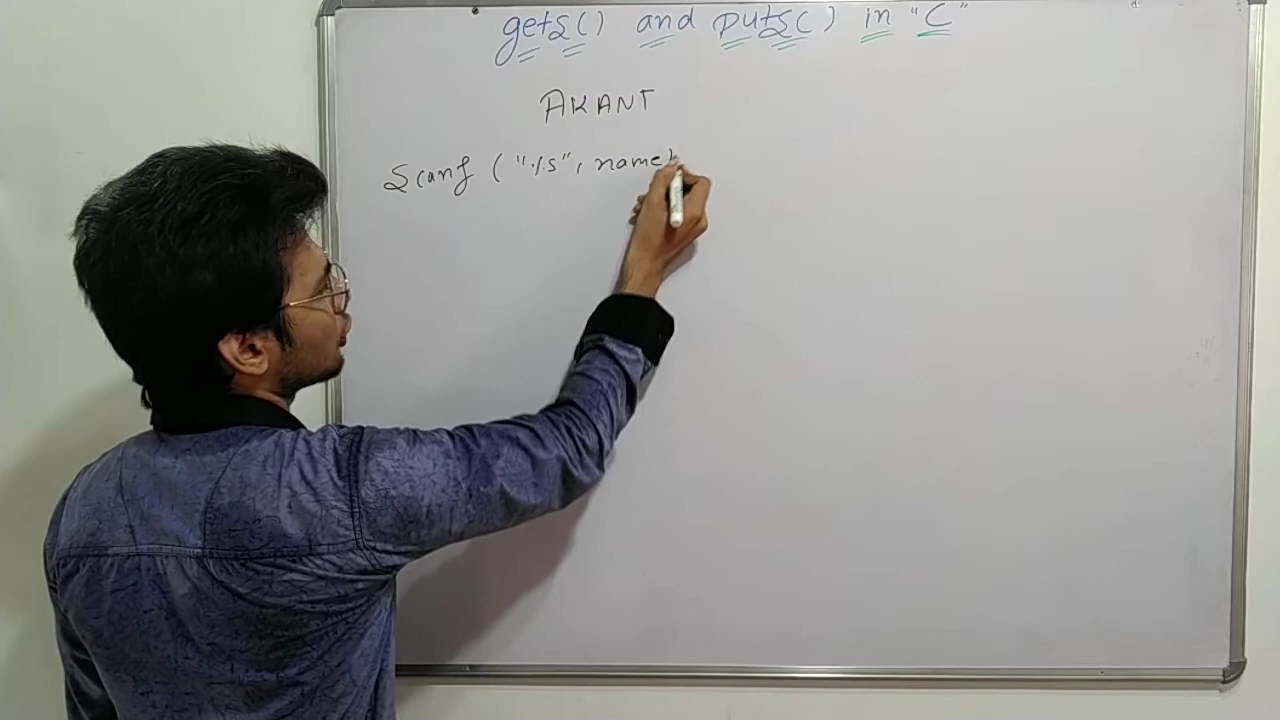 gets() and puts() in "C"
AKANT
Scanf ("%s", name)